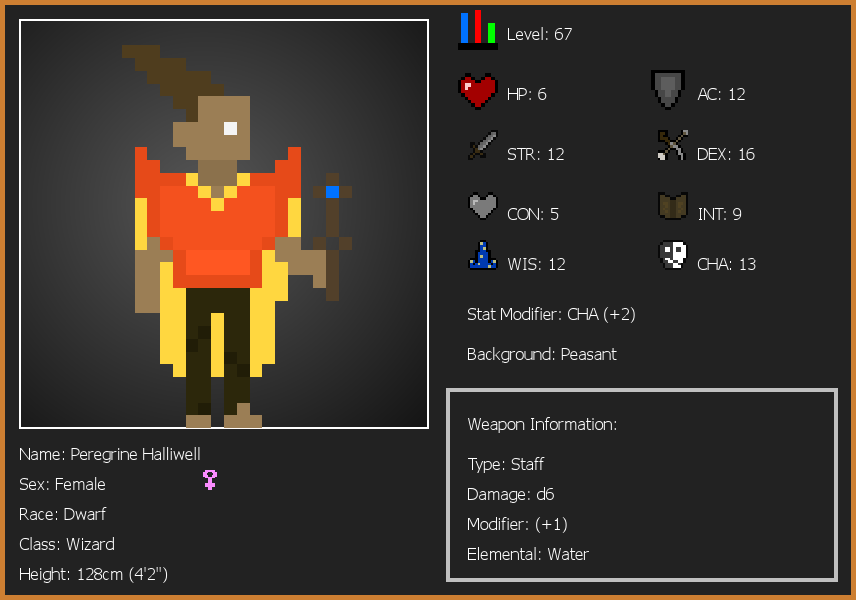 Level: 67
HP: 6
AC: 12
STR: 12
DEX: 16
CON: 5
INT: 9
WIS: 12
CHA: 13
Stat Modifier: CHA (+2)
Background: Peasant
Weapon Information:
Type: Staff
Damage: d6
Modifier: (+1)
Elemental: Water
Name: Peregrine Halliwell
Sex: Female
Race: Dwarf
Class: Wizard
Height: 128cm (4'2")